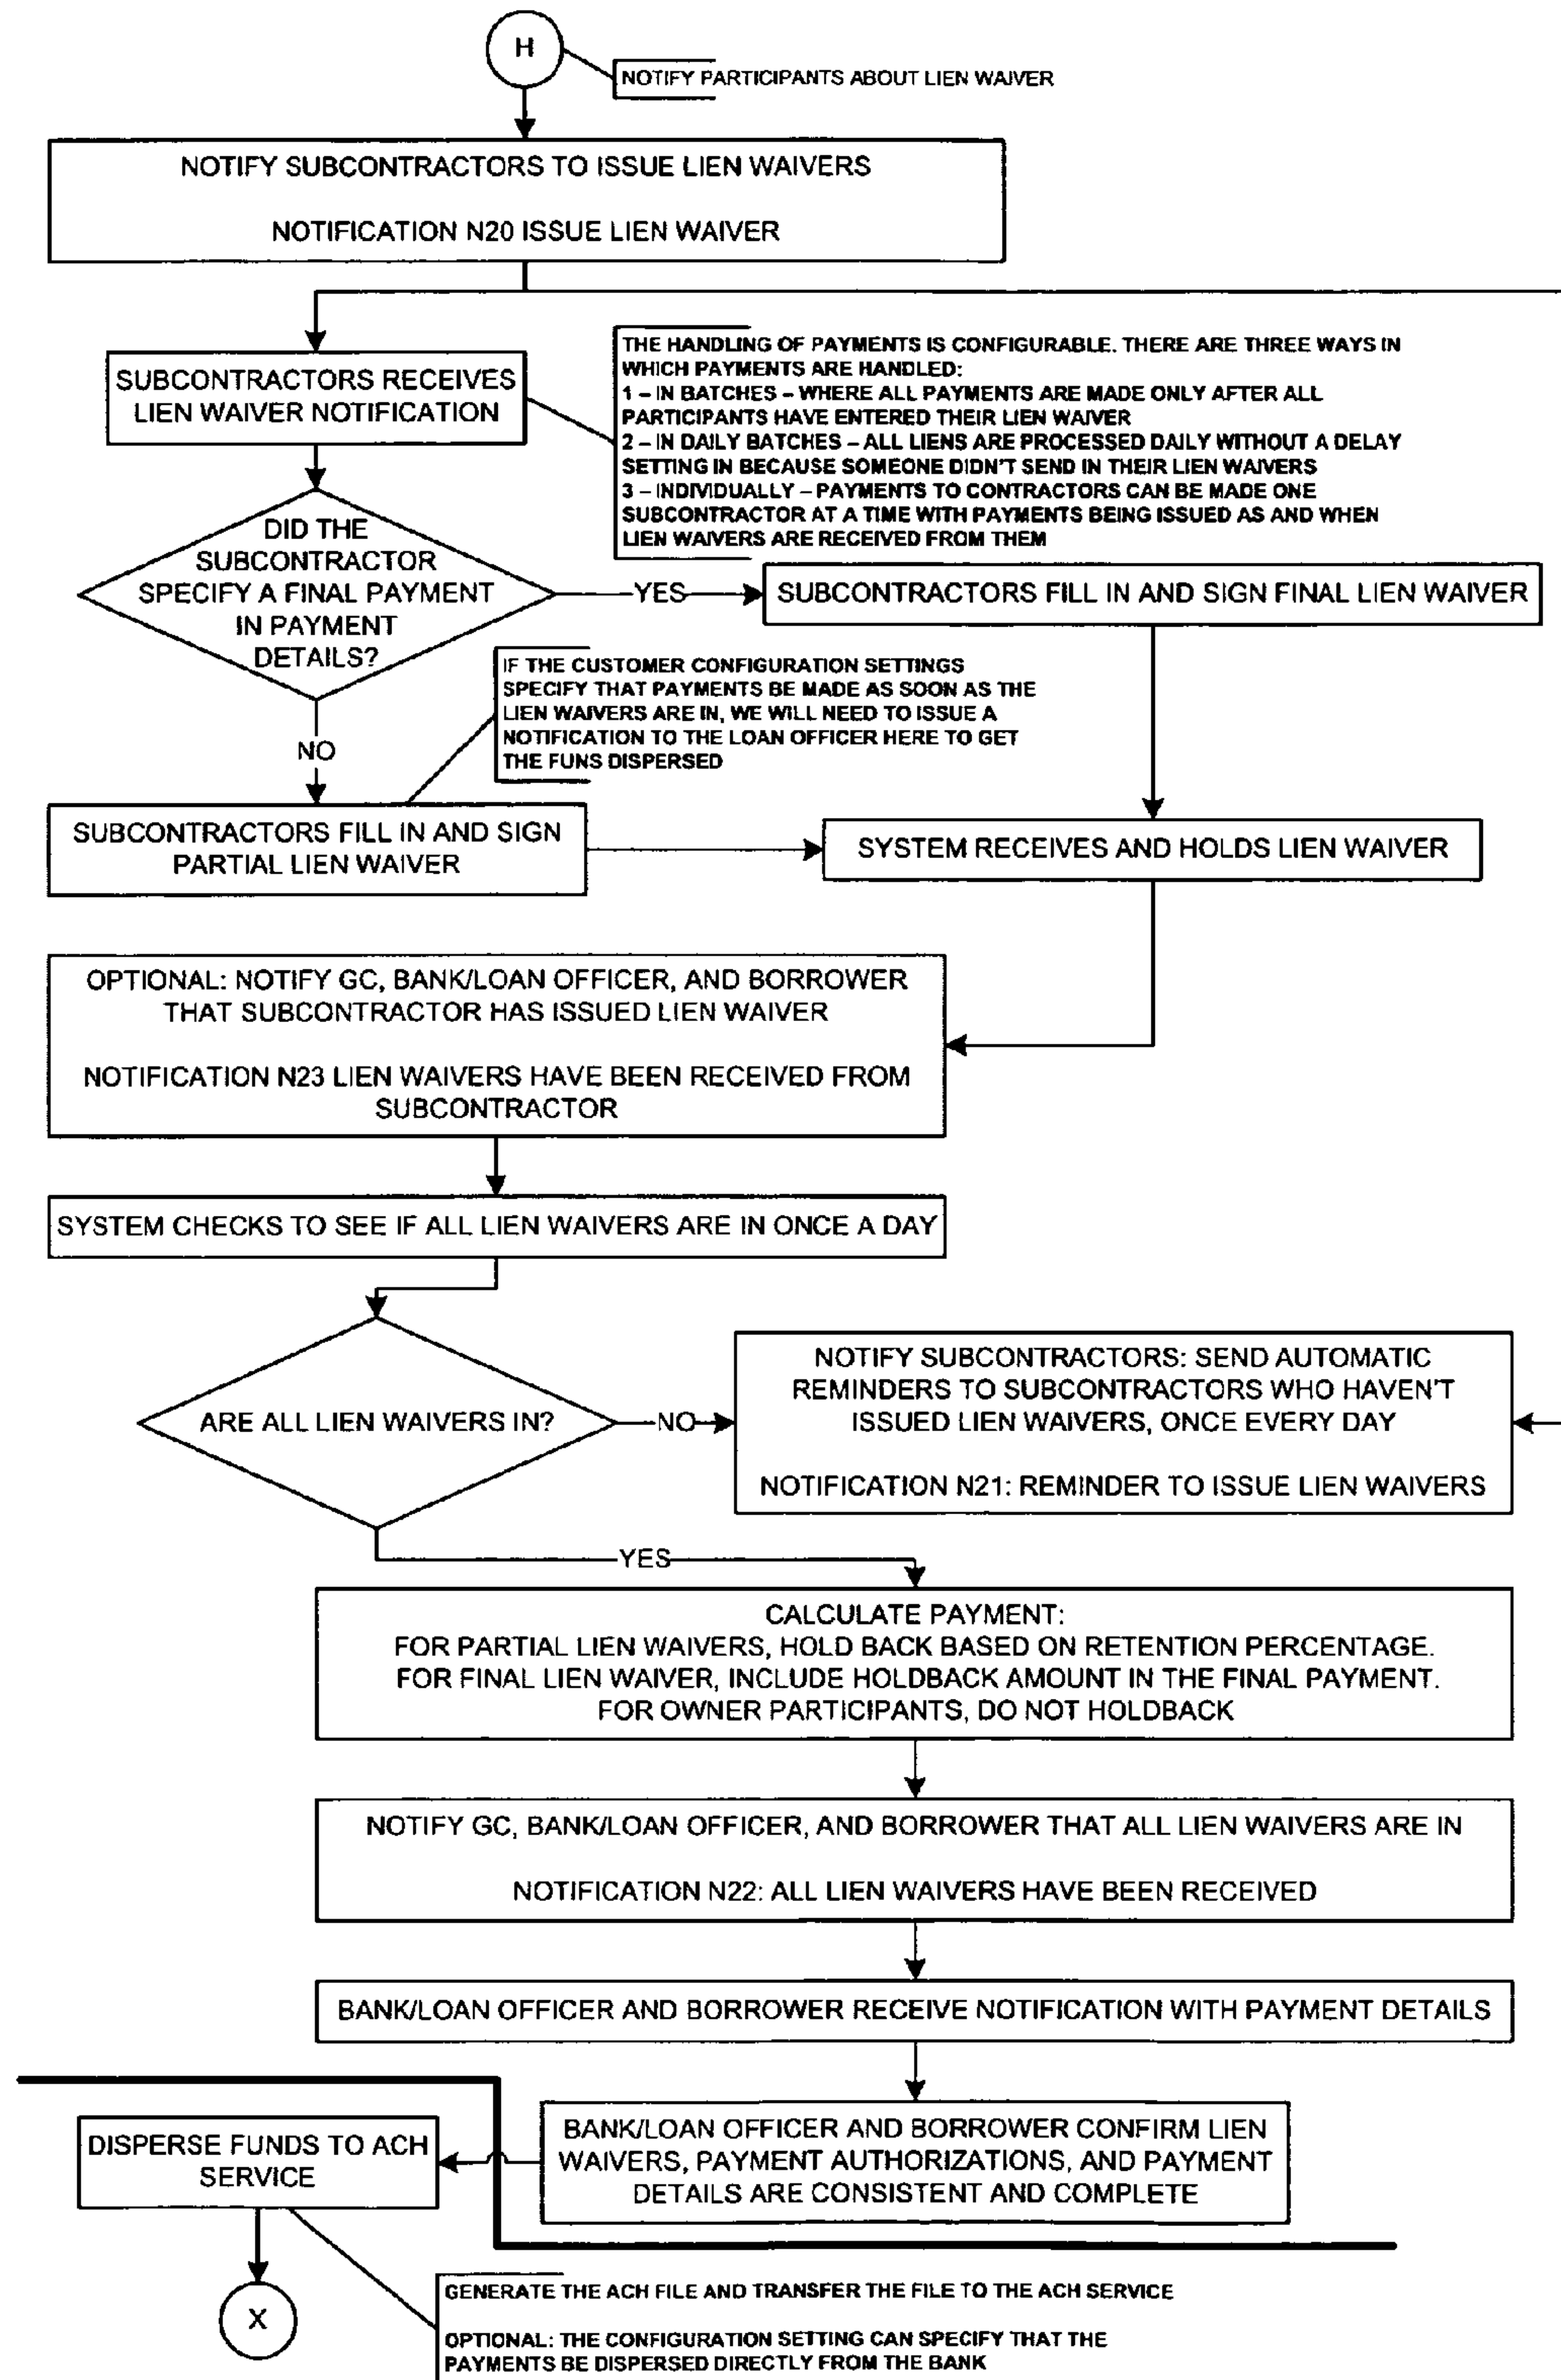 H
NOTIFY PARTICIPANTS ABOUT LIEN WAIVER
NOTIFY SUBCONTRACTORS TO ISSUE LIEN WAIVERS
NOTIFICATION N20 ISSUE LIEN WAIVER
SUBCONTRACTORS RECEIVES
LIEN WAIVER NOTIFICATION
THE HANDLING OF PAYMENTS IS CONFIGURABLE. THERE ARE THREE WAYS IN
WHICH PAYMENTS ARE HANDLED:
1 – IN BATCHES – WHERE ALL PAYMENTS ARE MADE ONLY AFTER ALL
PARTICIPANTS HAVE ENTERED THEIR LIEN WAIVER
2 – IN DAILY BATCHES – ALL LIENS ARE PROCESSED DAILY WITHOUT A DELAY
SETTING IN BECAUSE SOMEONE DIDN'T SEND IN THEIR LIEN WAIVERS
3 – INDIVIDUALLY – PAYMENTS TO CONTRACTORS CAN BE MADE ONE
SUBCONTRACTOR AT A TIME WITH PAYMENTS BEING ISSUED AS AND WHEN
LIEN WAIVERS ARE RECEIVED FROM THEM
DID THE
SUBCONTRACTOR
SPECIFY A FINAL PAYMENT
IN PAYMENT
DETAILS?
YES
SUBCONTRACTORS FILL IN AND SIGN FINAL LIEN WAIVER
NO
IF THE CUSTOMER CONFIGURATION SETTINGS
SPECIFY THAT PAYMENTS BE MADE AS SOON AS THE
LIEN WAIVERS ARE IN, WE WILL NEED TO ISSUE A
NOTIFICATION TO THE LOAN OFFICER HERE TO GET
THE FUNS DISPERSED
SUBCONTRACTORS FILL IN AND SIGN
PARTIAL LIEN WAIVER
SYSTEM RECEIVES AND HOLDS LIEN WAIVER
OPTIONAL: NOTIFY GC, BANK/LOAN OFFICER, AND BORROWER
THAT SUBCONTRACTOR HAS ISSUED LIEN WAIVER
NOTIFICATION N23 LIEN WAIVERS HAVE BEEN RECEIVED FROM
SUBCONTRACTOR
SYSTEM CHECKS TO SEE IF ALL LIEN WAIVERS ARE IN ONCE A DAY
ARE ALL LIEN WAIVERS IN?
NO
NOTIFY SUBCONTRACTORS: SEND AUTOMATIC
REMINDERS TO SUBCONTRACTORS WHO HAVEN'T
ISSUED LIEN WAIVERS, ONCE EVERY DAY
NOTIFICATION N21: REMINDER TO ISSUE LIEN WAIVERS
YES
CALCULATE PAYMENT:
FOR PARTIAL LIEN WAIVERS, HOLD BACK BASED ON RETENTION PERCENTAGE.
FOR FINAL LIEN WAIVER, INCLUDE HOLDBACK AMOUNT IN THE FINAL PAYMENT.
FOR OWNER PARTICIPANTS, DO NOT HOLDBACK
NOTIFY GC, BANK/LOAN OFFICER, AND BORROWER THAT ALL LIEN WAIVERS ARE IN
NOTIFICATION N22: ALL LIEN WAIVERS HAVE BEEN RECEIVED
BANK/LOAN OFFICER AND BORROWER RECEIVE NOTIFICATION WITH PAYMENT DETAILS
BANK/LOAN OFFICER AND BORROWER CONFIRM LIEN
WAIVERS, PAYMENT AUTHORIZATIONS, AND PAYMENT
DETAILS ARE CONSISTENT AND COMPLETE
DISPERSE FUNDS TO ACH
SERVICE
X
GENERATE THE ACH FILE AND TRANSFER THE FILE TO THE ACH SERVICE
OPTIONAL: THE CONFIGURATION SETTING CAN SPECIFY THAT THE
PAYMENTS BE DISPERSED DIRECTLY FROM THE BANK